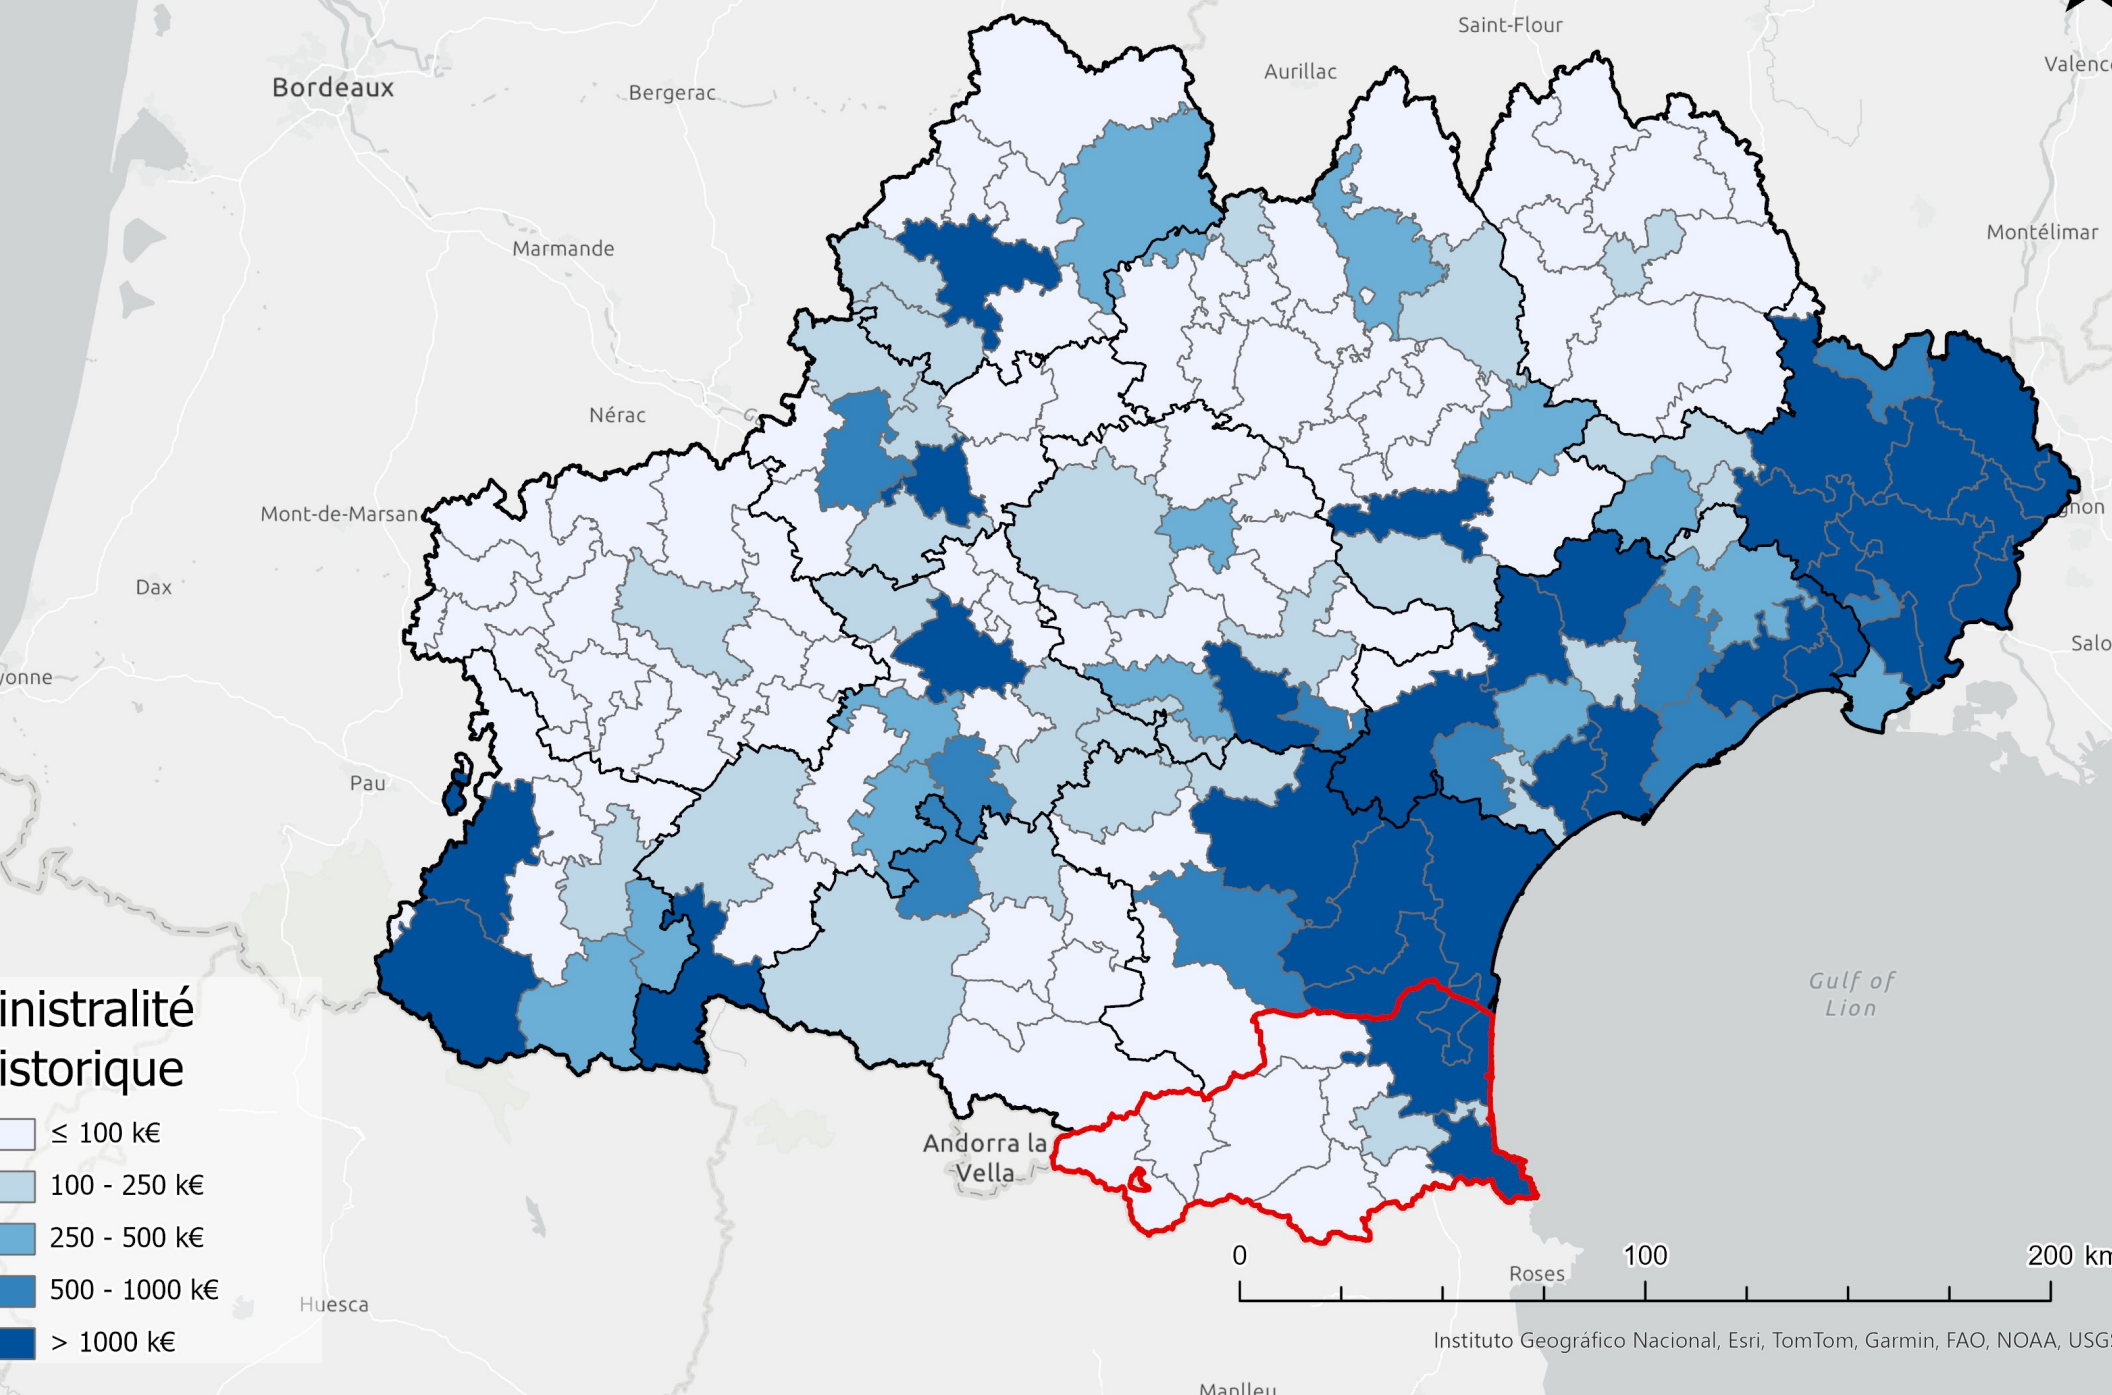 Saint-Flour
Aurillac
Valenc
Bordeaux
Bergerac
Montélimar
Marmande
Nérac
Mont-de-Marsan
gnon
Dax
Salo
yonne
Pau
Gulf of
Lion
inistralité
istorique
≤ 100 k€
100 - 250 k€
250 - 500 k€
500 - 1000 k€
> 1000 k€
Andorra la
Vella
0 100 200 km
Roses
Huesca
Instituto Geográfico Nacional, Esri, TomTom, Garmin, FAO, NOAA, USGS
Manlleu